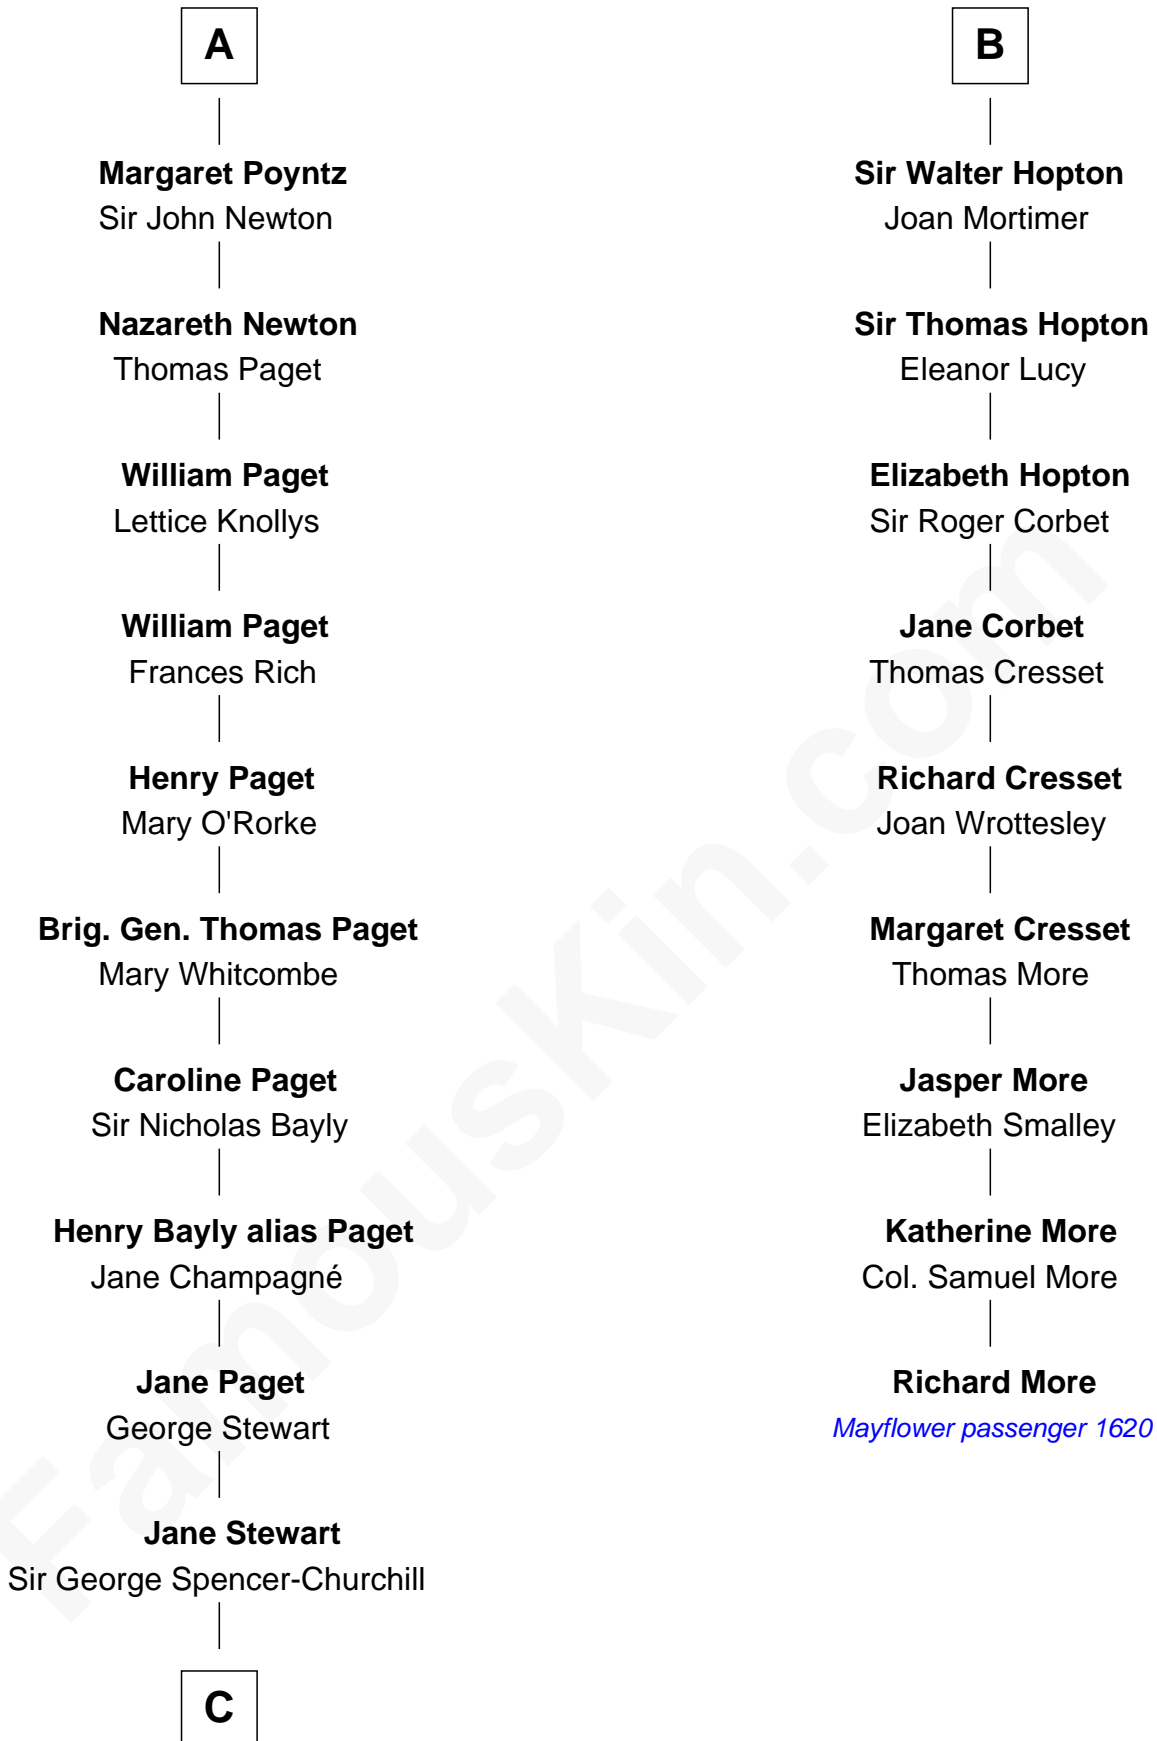 A
Margaret Poyntz
Sir John Newton
Nazareth Newton
Thomas Paget
William Paget
Lettice Knollys
William Paget
Frances Rich
Henry Paget
Mary O'Rorke
Brig. Gen. Thomas Paget
Mary Whitcombe
Caroline Paget
Sir Nicholas Bayly
Henry Bayly alias Paget
Jane Champagné
Jane Paget
George Stewart
Jane Stewart
Sir George Spencer-Churchill
C
B
Sir Walter Hopton
Joan Mortimer
Sir Thomas Hopton
Eleanor Lucy
Elizabeth Hopton
Sir Roger Corbet
Jane Corbet
Thomas Cresset
Richard Cresset
Joan Wrottesley
Margaret Cresset
Thomas More
Jasper More
Elizabeth Smalley
Katherine More
Col. Samuel More
Richard More
Mayflower passenger 1620
FamousKin.com